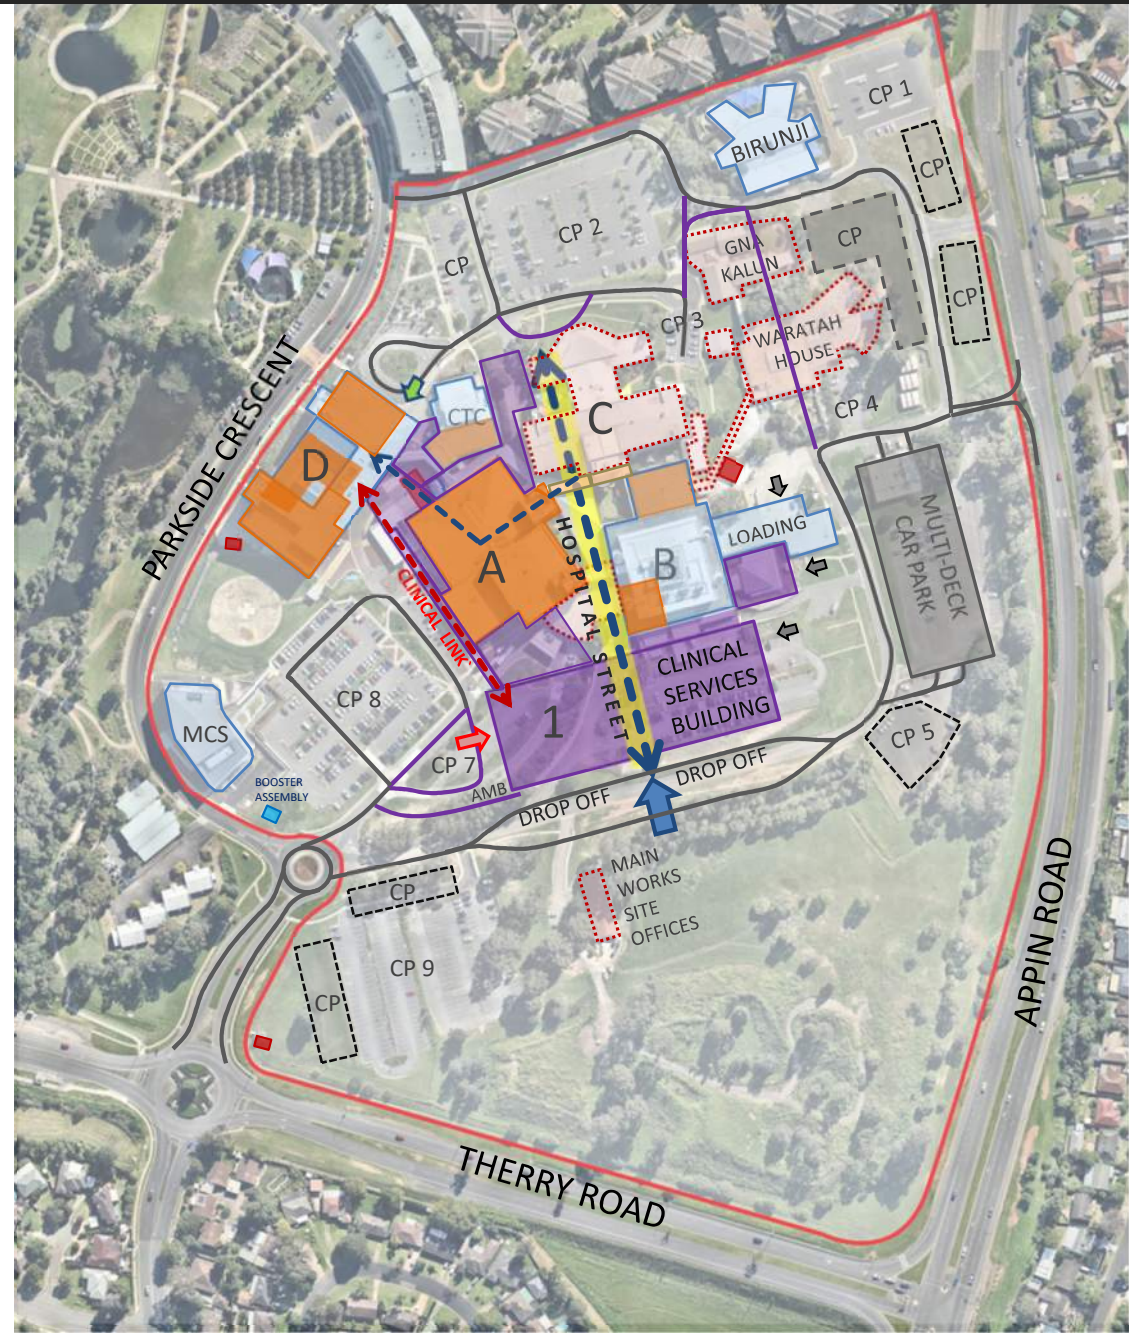 CP 1
BIRUNJI
CP
CP 2
CP
GNA
KALUN
CP
CP
CP 3
WARATAH
HOUSE
PARKSIDE CRESCENT
CTC
C
CP 4
D
MULTI-DECK
CAR PARK
LOADING
HOSPITAL STREET
A
B
CLINICAL LINK
CLINICAL
SERVICES
BUILDING
CP 8
1
MCS
CP 5
CP 7
BOOSTER
ASSEMBLY
AMB
DROP OFF
DROP OFF
MAIN
WORKS
SITE
OFFICES
CP
CP 9
CP
APPIN ROAD
THERRY ROAD